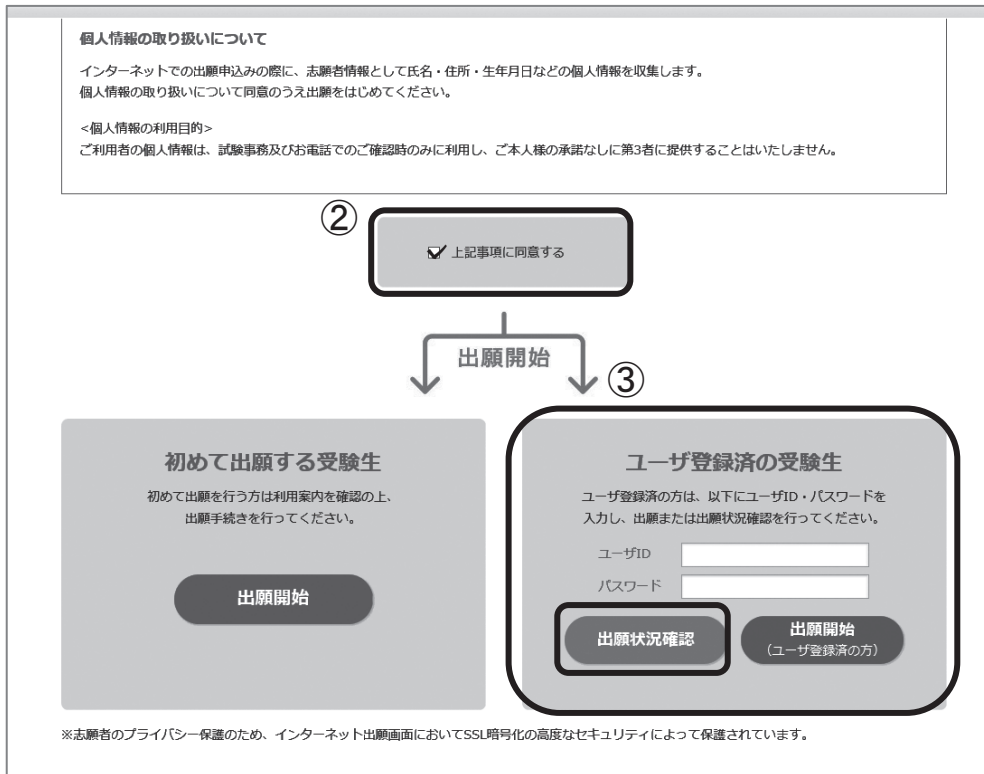 個人情報の取り扱いについて
インターネットでの出願申込みの際に、志願者情報として氏名・住所・生年月日などの個人情報を収集します。
個人情報の取り扱いについて同意のうえ出願をはじめてください。
<個人情報の利用目的>
ご利用者の個人情報は、試験事務及びお電話でのご確認時のみに利用し、ご本人様の承諾なしに第3者に提供することはいたしません。
②
上記事項に同意する
出願開始
③
初めて出願する受験生
初めて出願を行う方は利用案内を確認の上、
出願手続きを行ってください。
出願開始
ユーザ登録済の受験生
ユーザ登録済の方は、以下にユーザID・パスワードを
入力し、出願または出願状況確認を行ってください。
ユーザID
パスワード
出願状況確認
出願開始
（ユーザ登録済の方）
※志願者のプライバシー保護のため、インターネット出願画面においてSSL暗号化の高度なセキュリティによって保護されています。